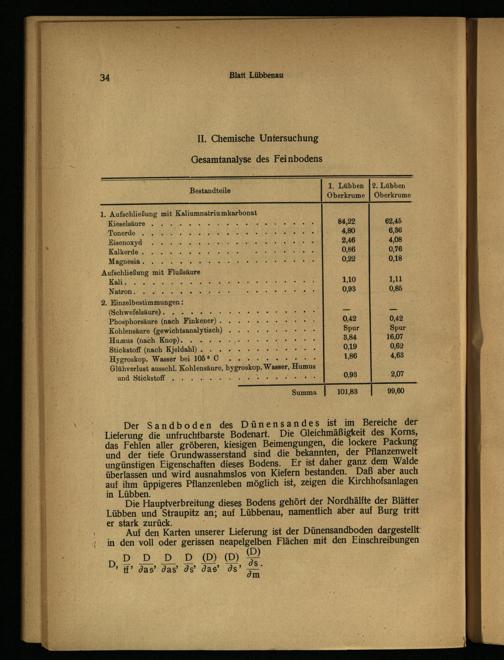 34
Blatt Lübbenau
II. Chemische Untersuchung
Gesamtanalyse des Feinbodens
Bestandteile 1. Lübben 2. Lübben
Oberkrume Oberkrume
1. Aufschließung mit Kaliumnatriumkarbonat
Kieselsäure 84,22 62,45
Tonerde 4,80 6,36
Eisenoxyd 2,46 4,08
Kalkerde 0,86 0,76
Magnesia 0,22 0,18
Aufschließung mit Flußsäure
Kali 1,10 1,11
Natron 0,93 0,85
2. Einzelbestimmungen:
(Schwefelsäure) — —
Phosphorsäure (nach Finkener) 0,42 0,42
Kohlensäure (gewichtsanalytisch) Spur Spur
Humus (nach Knop) 3,84 16,07
Stickstoff (nach Kjeldahl) 0,19 0,62
Hygroskop. Wasser bei 105° C 1,86 4,63
Glühverlust ausschl. Kohlensäure, hygroskop. Wasser, Humus
und Stickstoff 0,93 2,07
Summa 101,83 99,60
Der Sandboden des Dünensandes ist im Bereiche der
Lieferung die unfruchtbarste Bodenart. Die Gleichmäßigkeit des Korns,
das Fehlen aller gröberen, kiesigen Beimengungen, die lockere Packung
und der tiefe Grundwasserstand sind die bekannten, der Pflanzenwelt
ungünstigen Eigenschaften dieses Bodens. Er ist daher ganz dem Walde
überlassen und wird ausnahmslos von Kiefern bestanden. Daß aber auch
auf ihm üppigeres Pflanzenleben möglich ist, zeigen die Kirchhofsanlagen
in Lübben.
Die Hauptverbreitung dieses Bodens gehört der Nordhälfte der Blätter
Lübben und Straupitz an; auf Lübbenau, namentlich aber auf Burg tritt
er stark zurück.
Auf den Karten unserer Lieferung ist der Dünensandboden dargestellt
in den voll oder gerissen neapelgelben Flächen mit den Einschreibungen
D D D D (D) (D) (D)
D, tf, ∂as, ∂as, ∂s, ∂as, ∂s, ∂s.
∂m